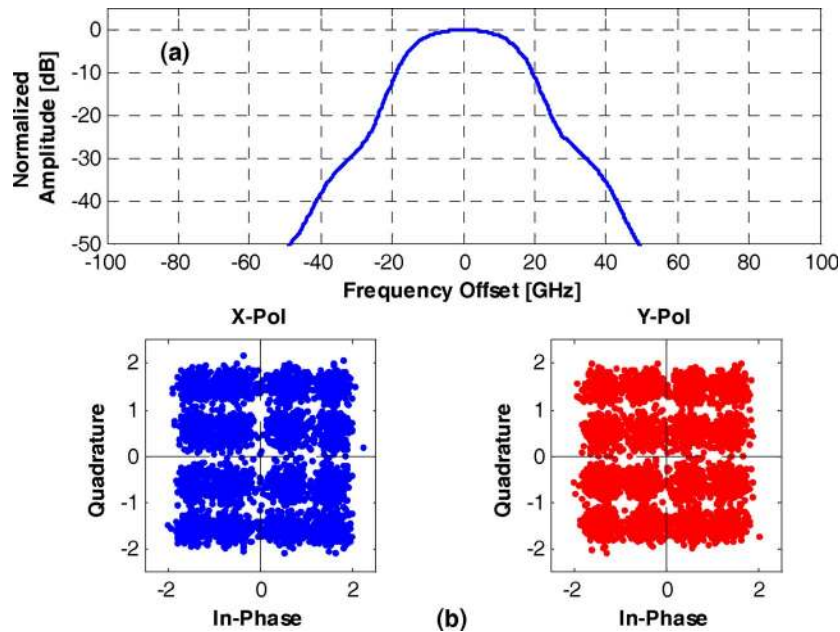 (a)
Normalized
Amplitude [dB]
0
-10
-20
-30
-40
-50
-100 -80 -60 -40 -20 0 20 40 60 80 100
Frequency Offset [GHz]
X-Pol Y-Pol
Quadrature
2
1
0
-1
-2
-2 0 2
In-Phase
Quadrature
2
1
0
-1
-2
-2 0 2
In-Phase
(b)